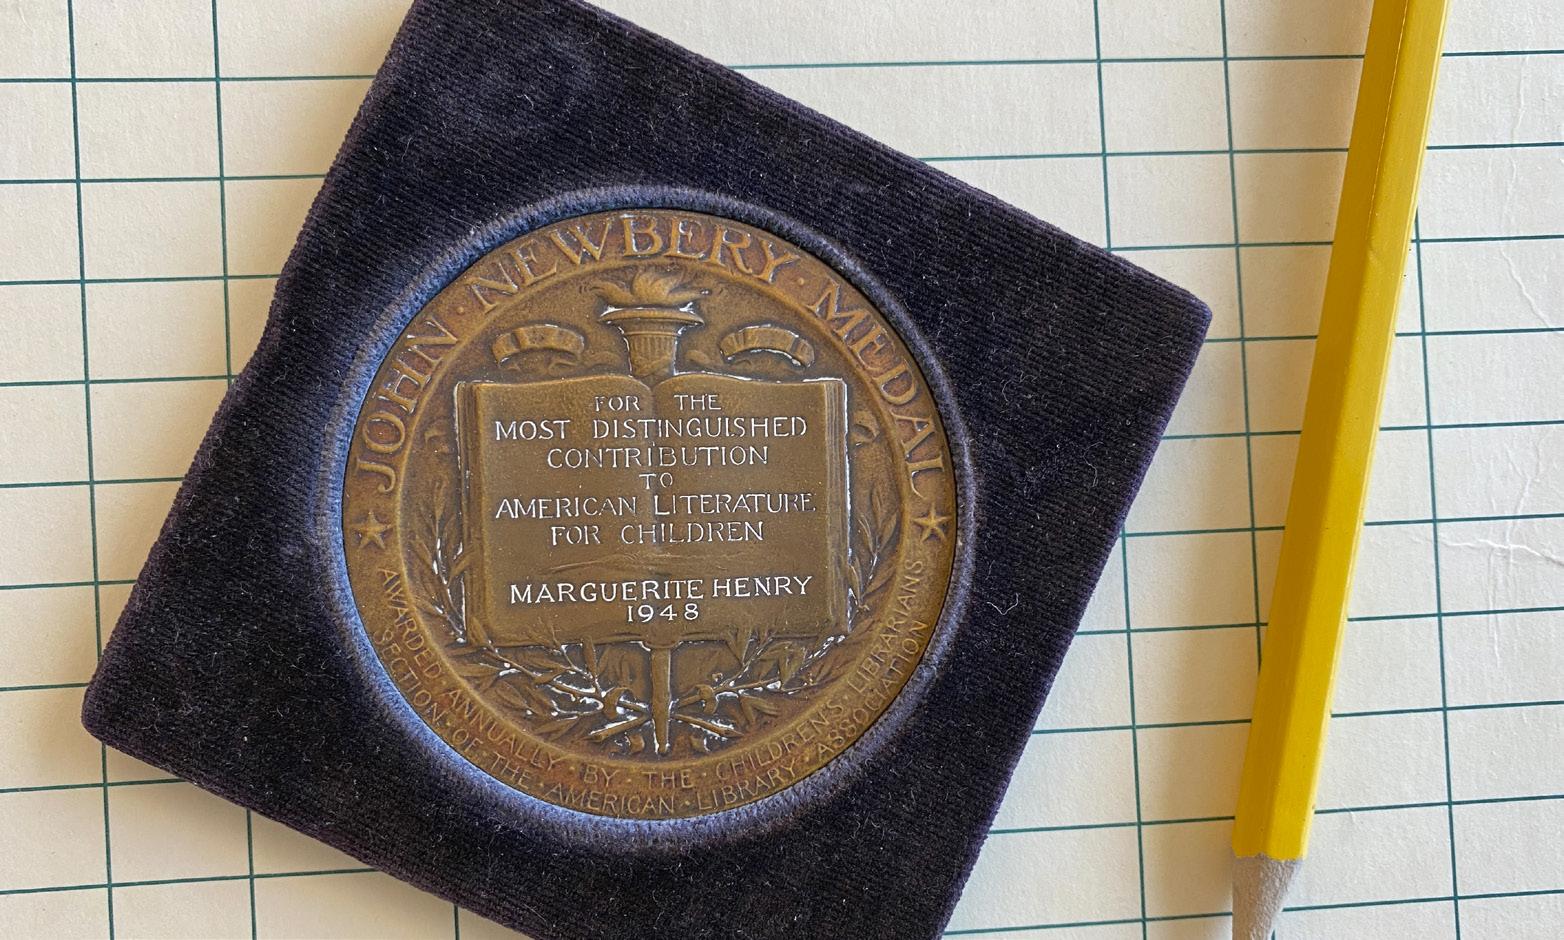 JOHN · NEWBERY · MEDAL
FOR THE
MOST DISTINGUISHED
CONTRIBUTION
TO
AMERICAN LITERATURE
FOR CHILDREN
MARGUERITE HENRY
1948
AWARDED · ANNUALLY · BY · THE · CHILDREN'S · LIBRARIANS'
SECTION · OF · THE · AMERICAN · LIBRARY · ASSOCIATION